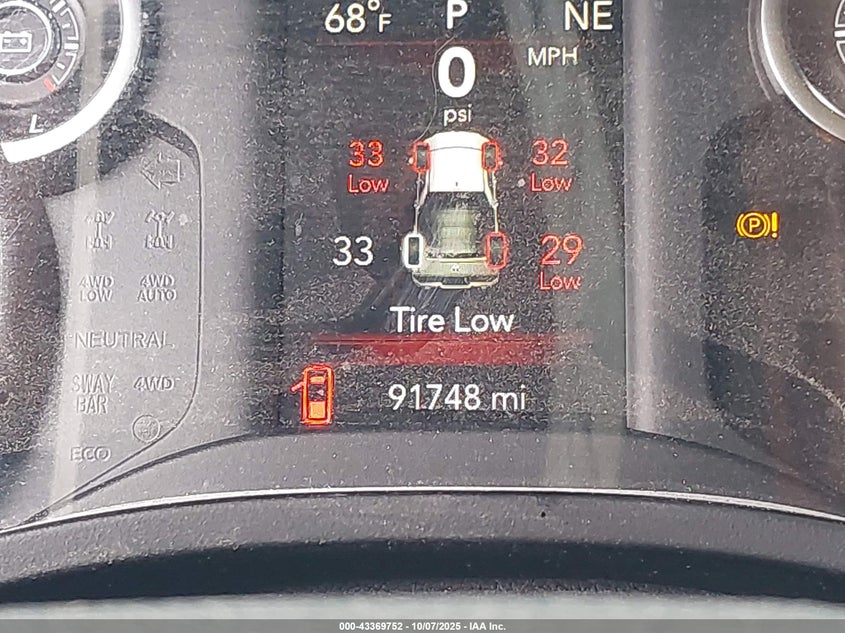 68°F P NE
0 MPH
psi
33 Low
32 Low
33
29 Low
Tire Low
91748 mi
L
4WD LOW
4WD AUTO
NEUTRAL
SWAY BAR
4WD
ECO
P!
000-43369752 - 10/07/2025 - IAA Inc.